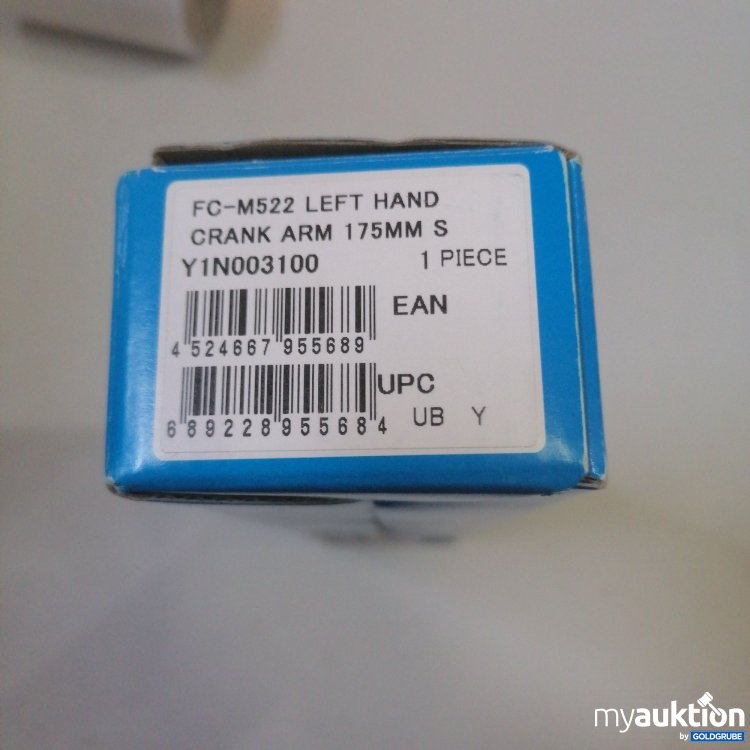 FC-M522 LEFT HAND
CRANK ARM 175MM S
Y1N003100 1 PIECE
EAN
4 524667 955689
UPC
6 89228 95568 4
UB Y
myauktion
by GOLDGRUBE